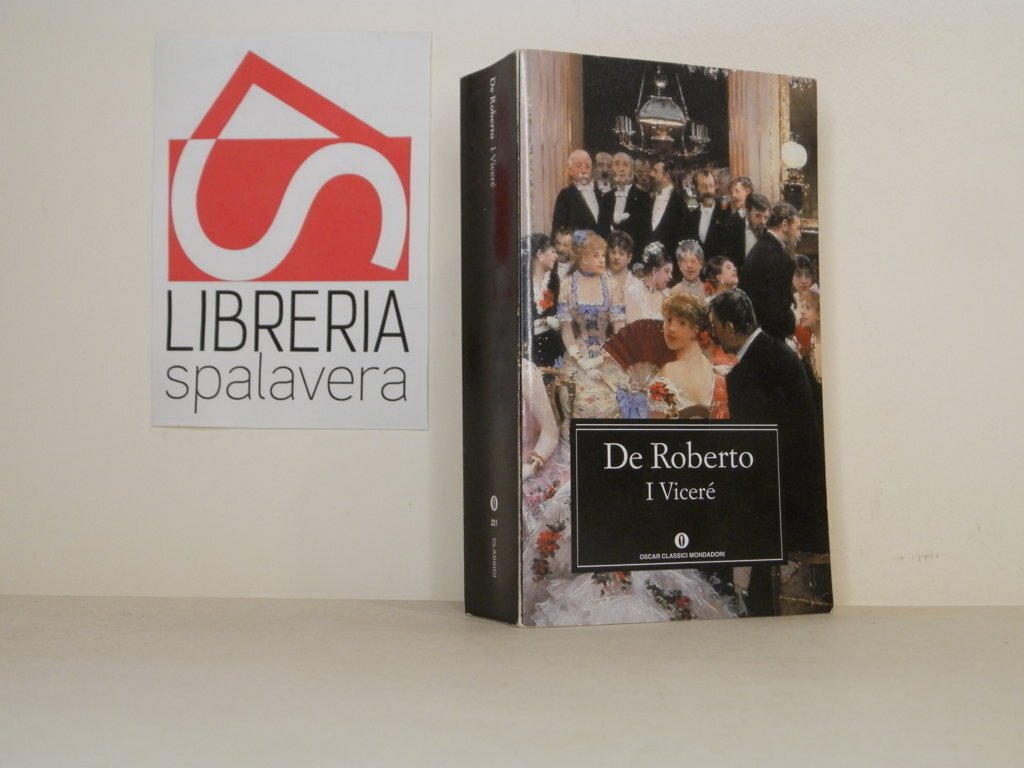 LIBRERIA
spalavera
De Roberto I Viceré
221
CLASSICI
De Roberto
I Viceré
OSCAR CLASSICI MONDADORI